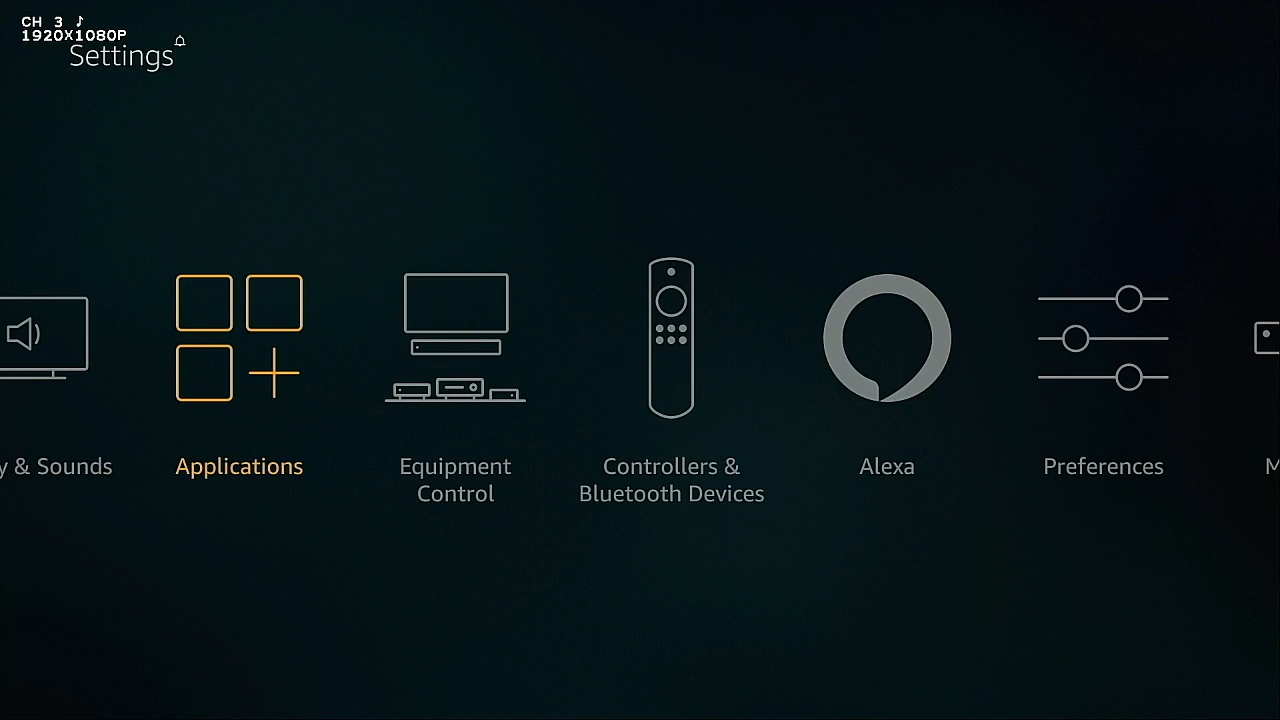 CH 3 ♪
1920X1080P
Settings
y & Sounds
Applications
Equipment
Control
Controllers &
Bluetooth Devices
Alexa
Preferences
M